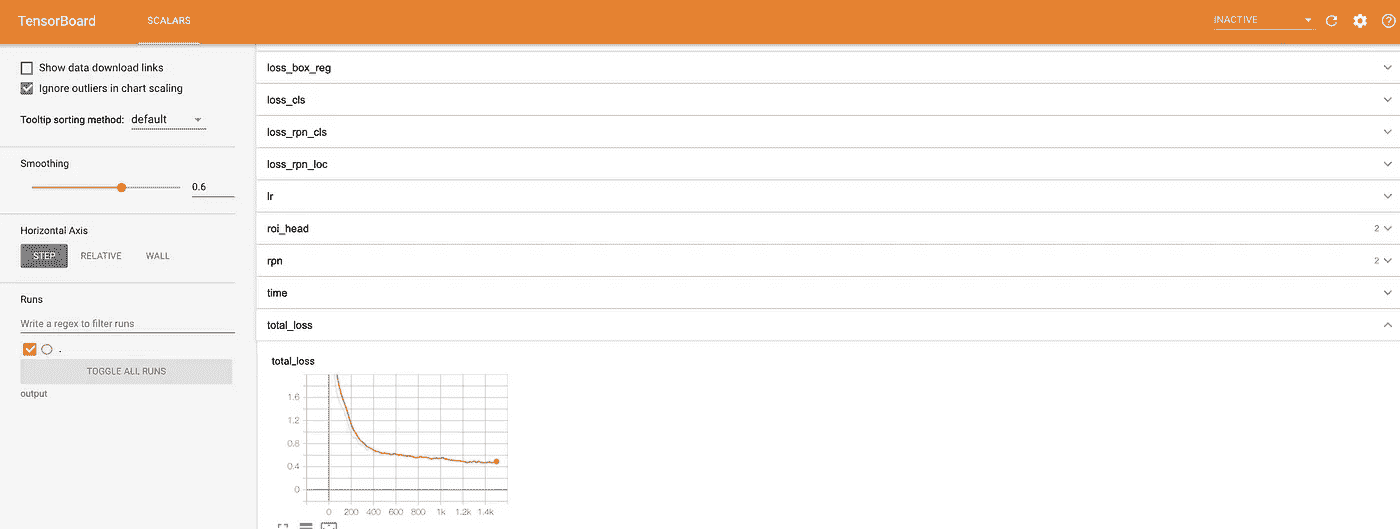 TensorBoard SCALARS INACTIVE
Show data download links
Ignore outliers in chart scaling
Tooltip sorting method: default
Smoothing
0.6
Horizontal Axis
STEP RELATIVE WALL
Runs
Write a regex to filter runs
.
TOGGLE ALL RUNS
output
loss_box_reg
loss_cls
loss_rpn_cls
loss_rpn_loc
lr
roi_head 2
rpn 2
time
total_loss
total_loss
1.6
1.2
0.8
0.4
0
0 200 400 600 800 1k 1.2k 1.4k